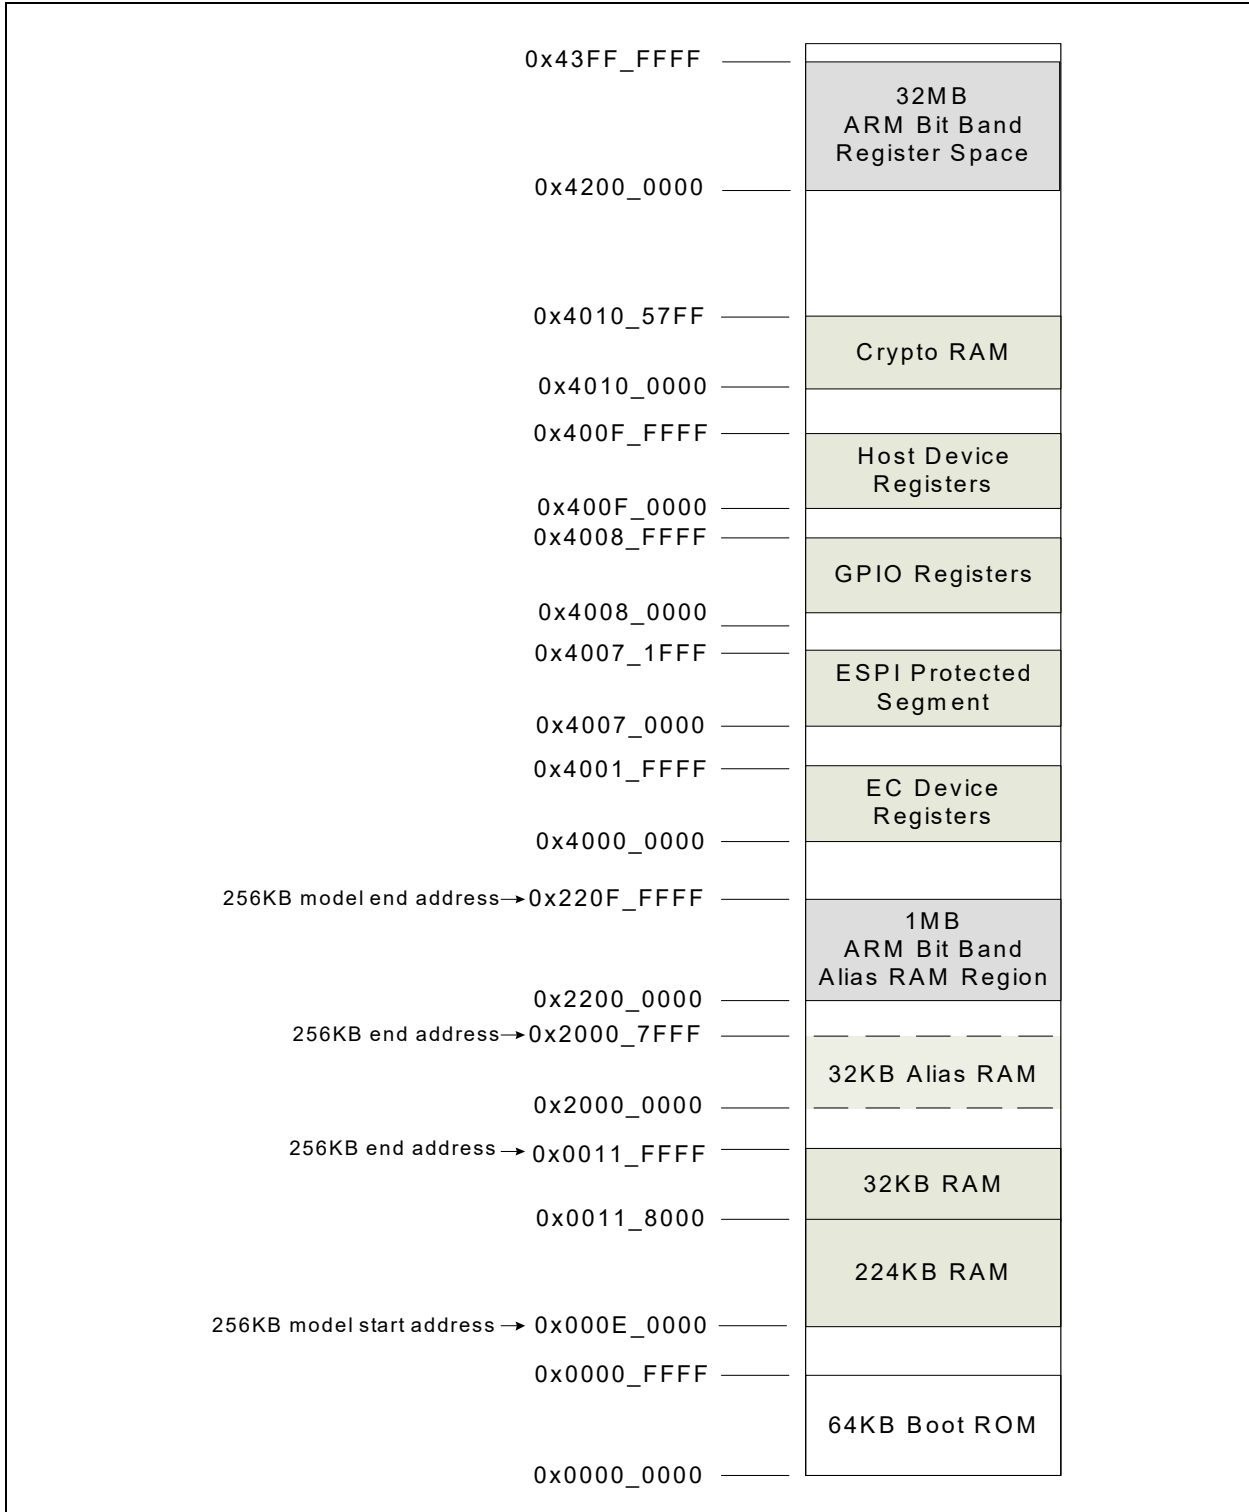 0x43FF_FFFF
32MB
ARM Bit Band
Register Space
0x4200_0000
0x4010_57FF
Crypto RAM
0x4010_0000
0x400F_FFFF
Host Device
Registers
0x400F_0000
0x4008_FFFF
GPIO Registers
0x4008_0000
0x4007_1FFF
ESPI Protected
Segment
0x4007_0000
0x4001_FFFF
EC Device
Registers
0x4000_0000
256KB model end address → 0x220F_FFFF
1MB
ARM Bit Band
Alias RAM Region
0x2200_0000
256KB end address → 0x2000_7FFF
32KB Alias RAM
0x2000_0000
256KB end address → 0x0011_FFFF
32KB RAM
0x0011_8000
224KB RAM
256KB model start address → 0x000E_0000
0x0000_FFFF
64KB Boot ROM
0x0000_0000